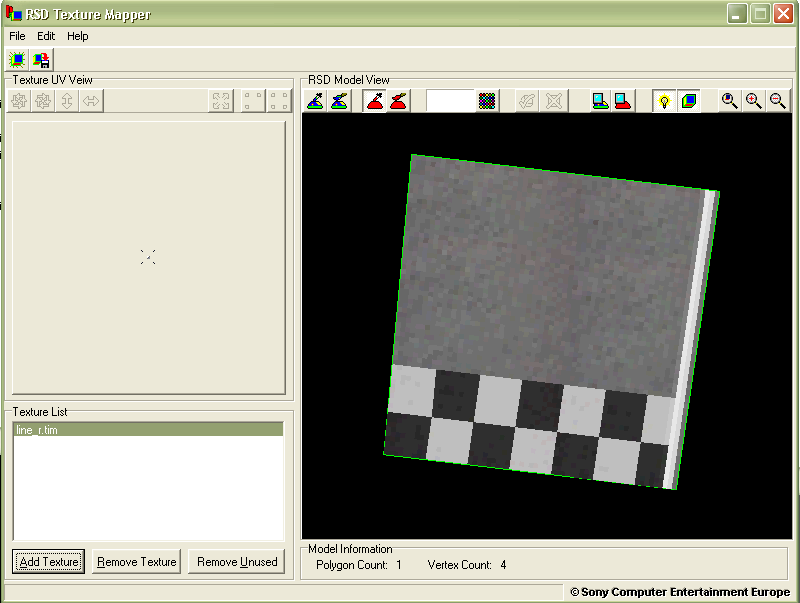 RSD Texture Mapper
File Edit Help
Texture UV Veiw
RSD Model View
Texture List
line_r.tim
Add Texture Remove Texture Remove Unused
Model Information
Polygon Count: 1 Vertex Count: 4
© Sony Computer Entertainment Europe